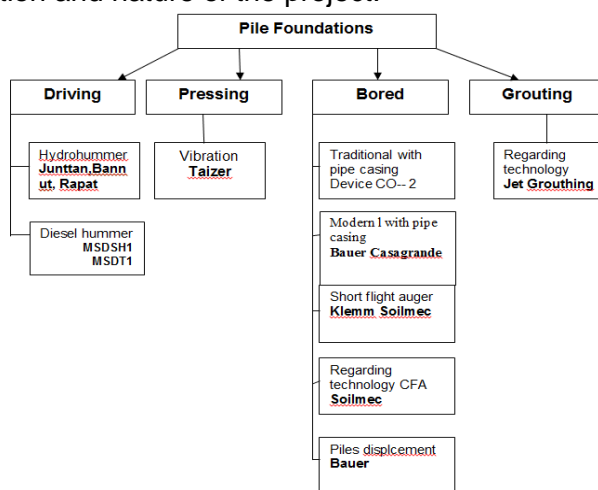 tion and nature of the project.
Pile Foundations
Driving
Pressing
Bored
Grouting
Hydrohummer
Junttan,Bann
ut, Rapat
Vibration
Taizer
Traditional with
pipe casing
Device CO-- 2
Regarding
technology
Jet Grouthing
Diesel hummer
MSDSH1
MSDT1
Modern l with pipe
casing
Bauer Casagrande
Short flight auger
Klemm Soilmec
Regarding
technology CFA
Soilmec
Piles displcement
Bauer